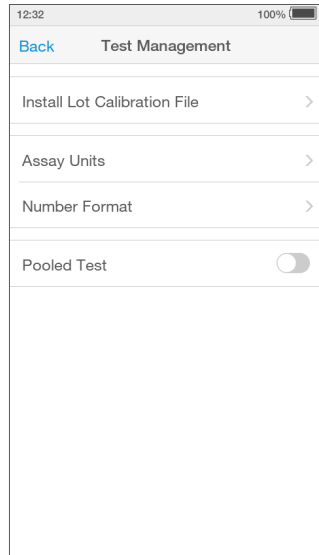 12:32 100%
Back Test Management
Install Lot Calibration File
Assay Units
Number Format
Pooled Test